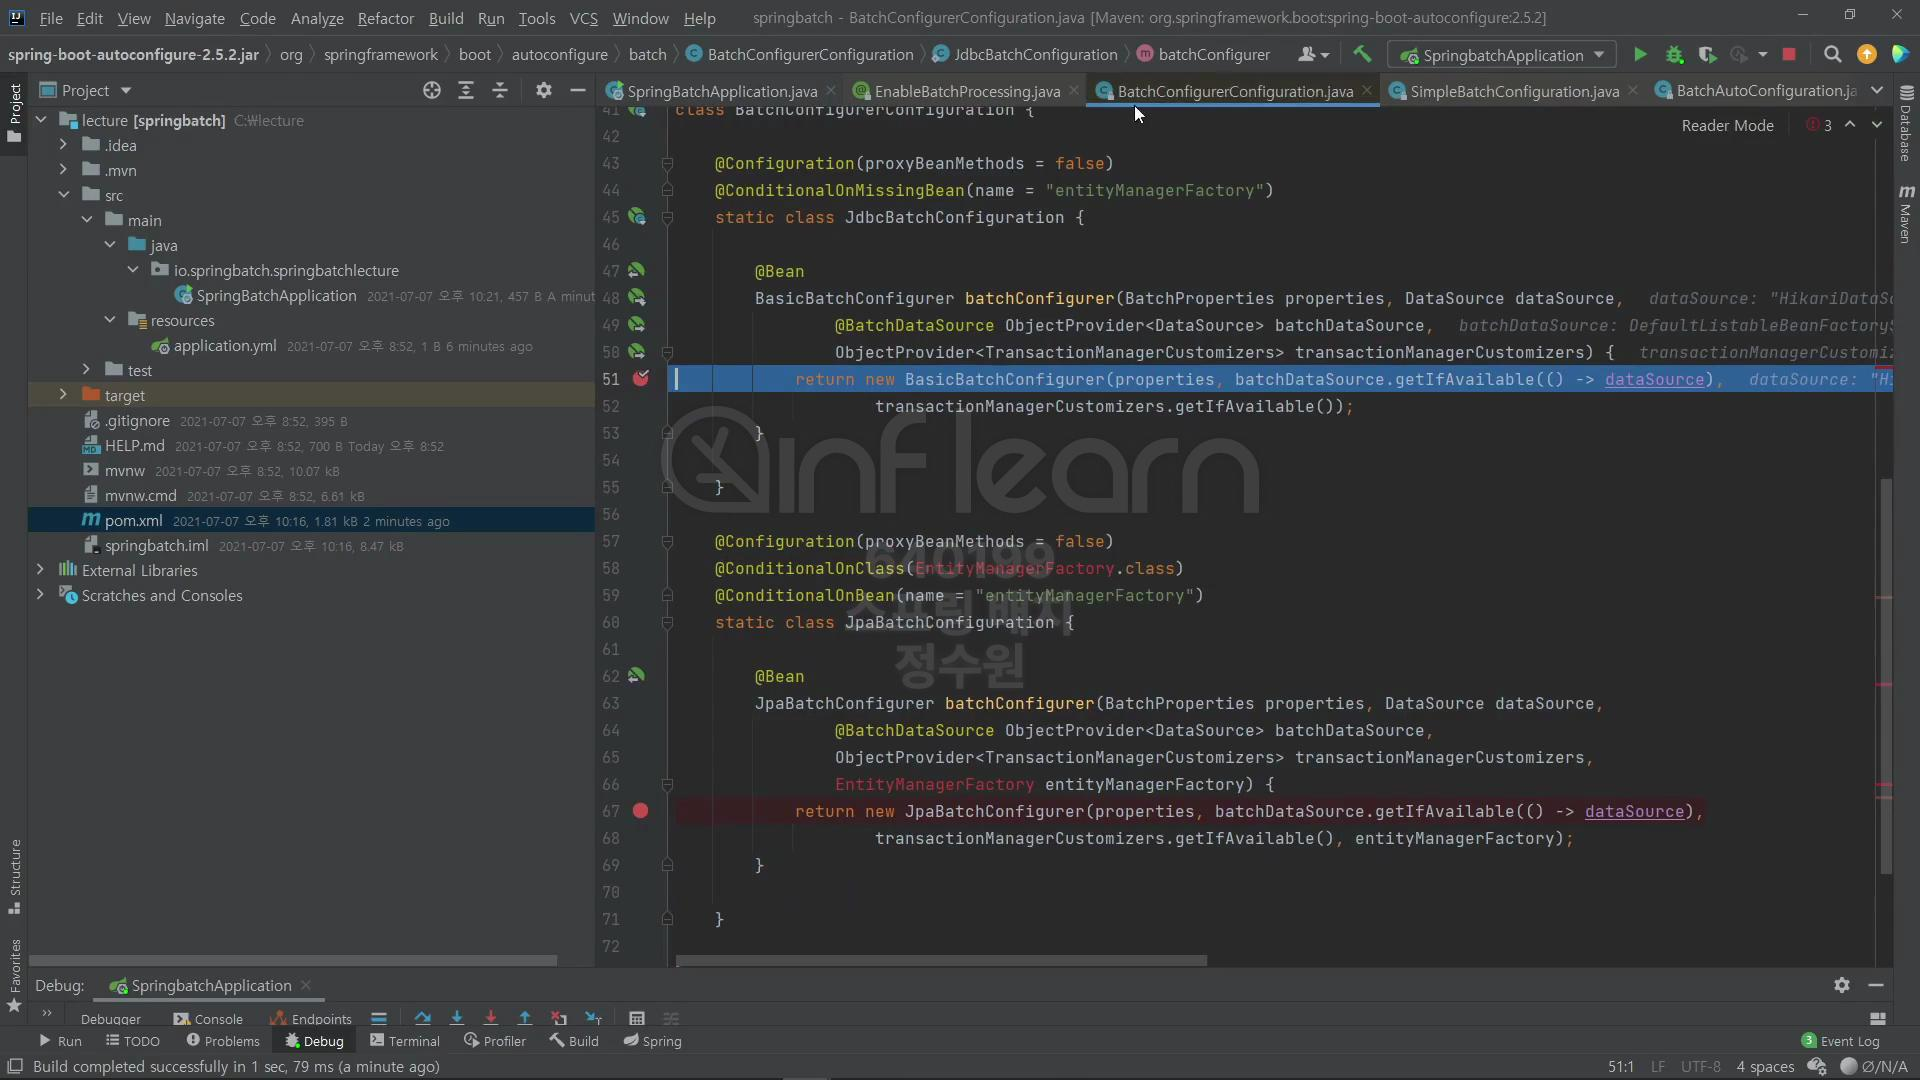 File Edit View Navigate Code Analyze Refactor Build Run Tools VCS Window Help springbatch - BatchConfigurerConfiguration.java [Maven: org.springframework.boot:spring-boot-autoconfigure:2.5.2]
spring-boot-autoconfigure-2.5.2.jar org springframework boot autoconfigure batch BatchConfigurerConfiguration JdbcBatchConfiguration batchConfigurer SpringbatchApplication
Project
SpringBatchApplication.java EnableBatchProcessing.java BatchConfigurerConfiguration.java SimpleBatchConfiguration.java BatchAutoConfiguration.ja
Project
Structure
Favorites
Database
Maven
Reader Mode 3
lecture [springbatch] C:\lecture
.idea
.mvn
src
main
java
io.springbatch.springbatchlecture
SpringBatchApplication 2021-07-07 오후 10:21, 457 B A minut
resources
application.yml 2021-07-07 오후 8:52, 1 B 6 minutes ago
test
target
.gitignore 2021-07-07 오후 8:52, 395 B
HELP.md 2021-07-07 오후 8:52, 700 B Today 오후 8:52
mvnw 2021-07-07 오후 8:52, 10.07 kB
mvnw.cmd 2021-07-07 오후 8:52, 6.61 kB
pom.xml 2021-07-07 오후 10:16, 1.81 kB 2 minutes ago
springbatch.iml 2021-07-07 오후 10:16, 8.47 kB
External Libraries
Scratches and Consoles
41 class BatchConfigurerConfiguration {
42
43 @Configuration(proxyBeanMethods = false)
44 @ConditionalOnMissingBean(name = "entityManagerFactory")
45 static class JdbcBatchConfiguration {
46
47 @Bean
48 BasicBatchConfigurer batchConfigurer(BatchProperties properties, DataSource dataSource, dataSource: "HikariDataSo
49 @BatchDataSource ObjectProvider<DataSource> batchDataSource, batchDataSource: DefaultListableBeanFactory$
50 ObjectProvider<TransactionManagerCustomizers> transactionManagerCustomizers) { transactionManagerCustomiz
51 return new BasicBatchConfigurer(properties, batchDataSource.getIfAvailable(() -> dataSource), dataSource: "Hi
52 transactionManagerCustomizers.getIfAvailable());
53 }
54
55 }
56
57 @Configuration(proxyBeanMethods = false)
58 @ConditionalOnClass(EntityManagerFactory.class)
59 @ConditionalOnBean(name = "entityManagerFactory")
60 static class JpaBatchConfiguration {
61
62 @Bean
63 JpaBatchConfigurer batchConfigurer(BatchProperties properties, DataSource dataSource,
64 @BatchDataSource ObjectProvider<DataSource> batchDataSource,
65 ObjectProvider<TransactionManagerCustomizers> transactionManagerCustomizers,
66 EntityManagerFactory entityManagerFactory) {
67 return new JpaBatchConfigurer(properties, batchDataSource.getIfAvailable(() -> dataSource),
68 transactionManagerCustomizers.getIfAvailable(), entityManagerFactory);
69 }
70
71 }
72
inflearn
640199
스프링 배치
정수원
Debug: SpringbatchApplication
Debugger Console Endpoints
Run TODO Problems Debug Terminal Profiler Build Spring 3 Event Log
Build completed successfully in 1 sec, 79 ms (a minute ago) 51:1 LF UTF-8 4 spaces Ø/N/A